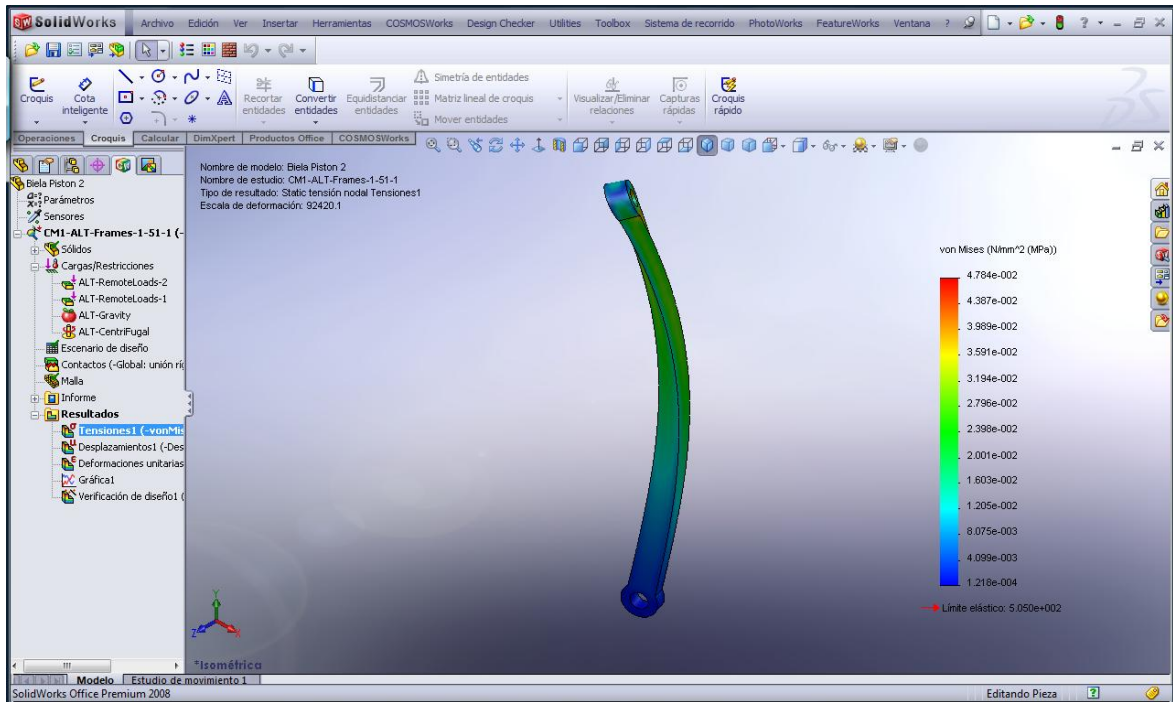 SolidWorks Archivo Edición Ver Insertar Herramientas COSMOSWorks Design Checker Utilities Toolbox Sistema de recorrido PhotoWorks FeatureWorks Ventana ?
Croquis
Cota inteligente
Recortar entidades
Convertir entidades
Equidistanciar entidades
Simetría de entidades
Matriz lineal de croquis
Mover entidades
Visualizar/Eliminar relaciones
Capturas rápidas
Croquis rápido
Operaciones Croquis Calcular DimXpert Productos Office COSMOSWorks
Biela Piston 2
Parámetros
Sensores
CM1-ALT-Frames-1-51-1 (-
Sólidos
Cargas/Restricciones
ALT-RemoteLoads-2
ALT-RemoteLoads-1
ALT-Gravity
ALT-CentriFugal
Escenario de diseño
Contactos (-Global: unión ríg
Malla
Informe
Resultados
Tensiones1 (-vonMis
Desplazamientos1 (-Des
Deformaciones unitarias
Gráfica1
Verificación de diseño1 (
Nombre de modelo: Biela Piston 2
Nombre de estudio: CM1-ALT-Frames-1-51-1
Tipo de resultado: Static tensión nodal Tensiones1
Escala de deformación: 92420.1
von Mises (N/mm^2 (MPa))
4.784e-002
4.387e-002
3.989e-002
3.591e-002
3.194e-002
2.796e-002
2.398e-002
2.001e-002
1.603e-002
1.205e-002
8.075e-003
4.099e-003
1.218e-004
Límite elástico: 5.050e+002
Y
Z
X
*Isométrica
Modelo Estudio de movimiento 1
SolidWorks Office Premium 2008 Editando Pieza